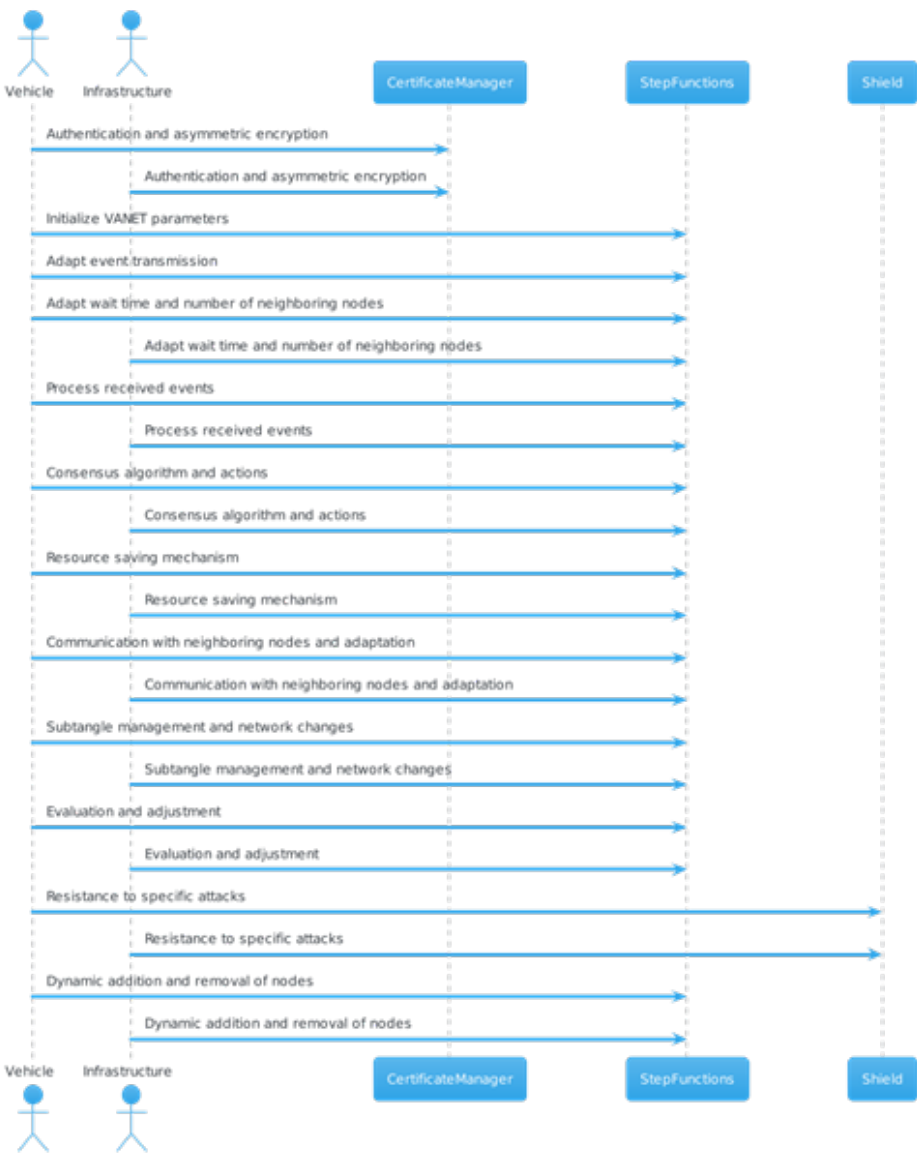 Vehicle Infrastructure CertificateManager StepFunctions Shield
Authentication and asymmetric encryption
Authentication and asymmetric encryption
Initialize VANET parameters
Adapt event transmission
Adapt wait time and number of neighboring nodes
Adapt wait time and number of neighboring nodes
Process received events
Process received events
Consensus algorithm and actions
Consensus algorithm and actions
Resource saving mechanism
Resource saving mechanism
Communication with neighboring nodes and adaptation
Communication with neighboring nodes and adaptation
Subtangle management and network changes
Subtangle management and network changes
Evaluation and adjustment
Evaluation and adjustment
Resistance to specific attacks
Resistance to specific attacks
Dynamic addition and removal of nodes
Dynamic addition and removal of nodes
Vehicle Infrastructure CertificateManager StepFunctions Shield